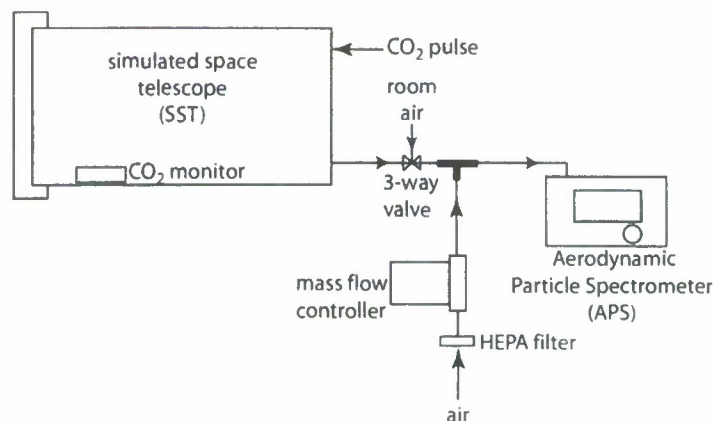 simulated space
telescope
(SST)
CO₂ pulse
room
air
CO₂ monitor
3-way
valve
mass flow
controller
Aerodynamic
Particle Spectrometer
(APS)
HEPA filter
air